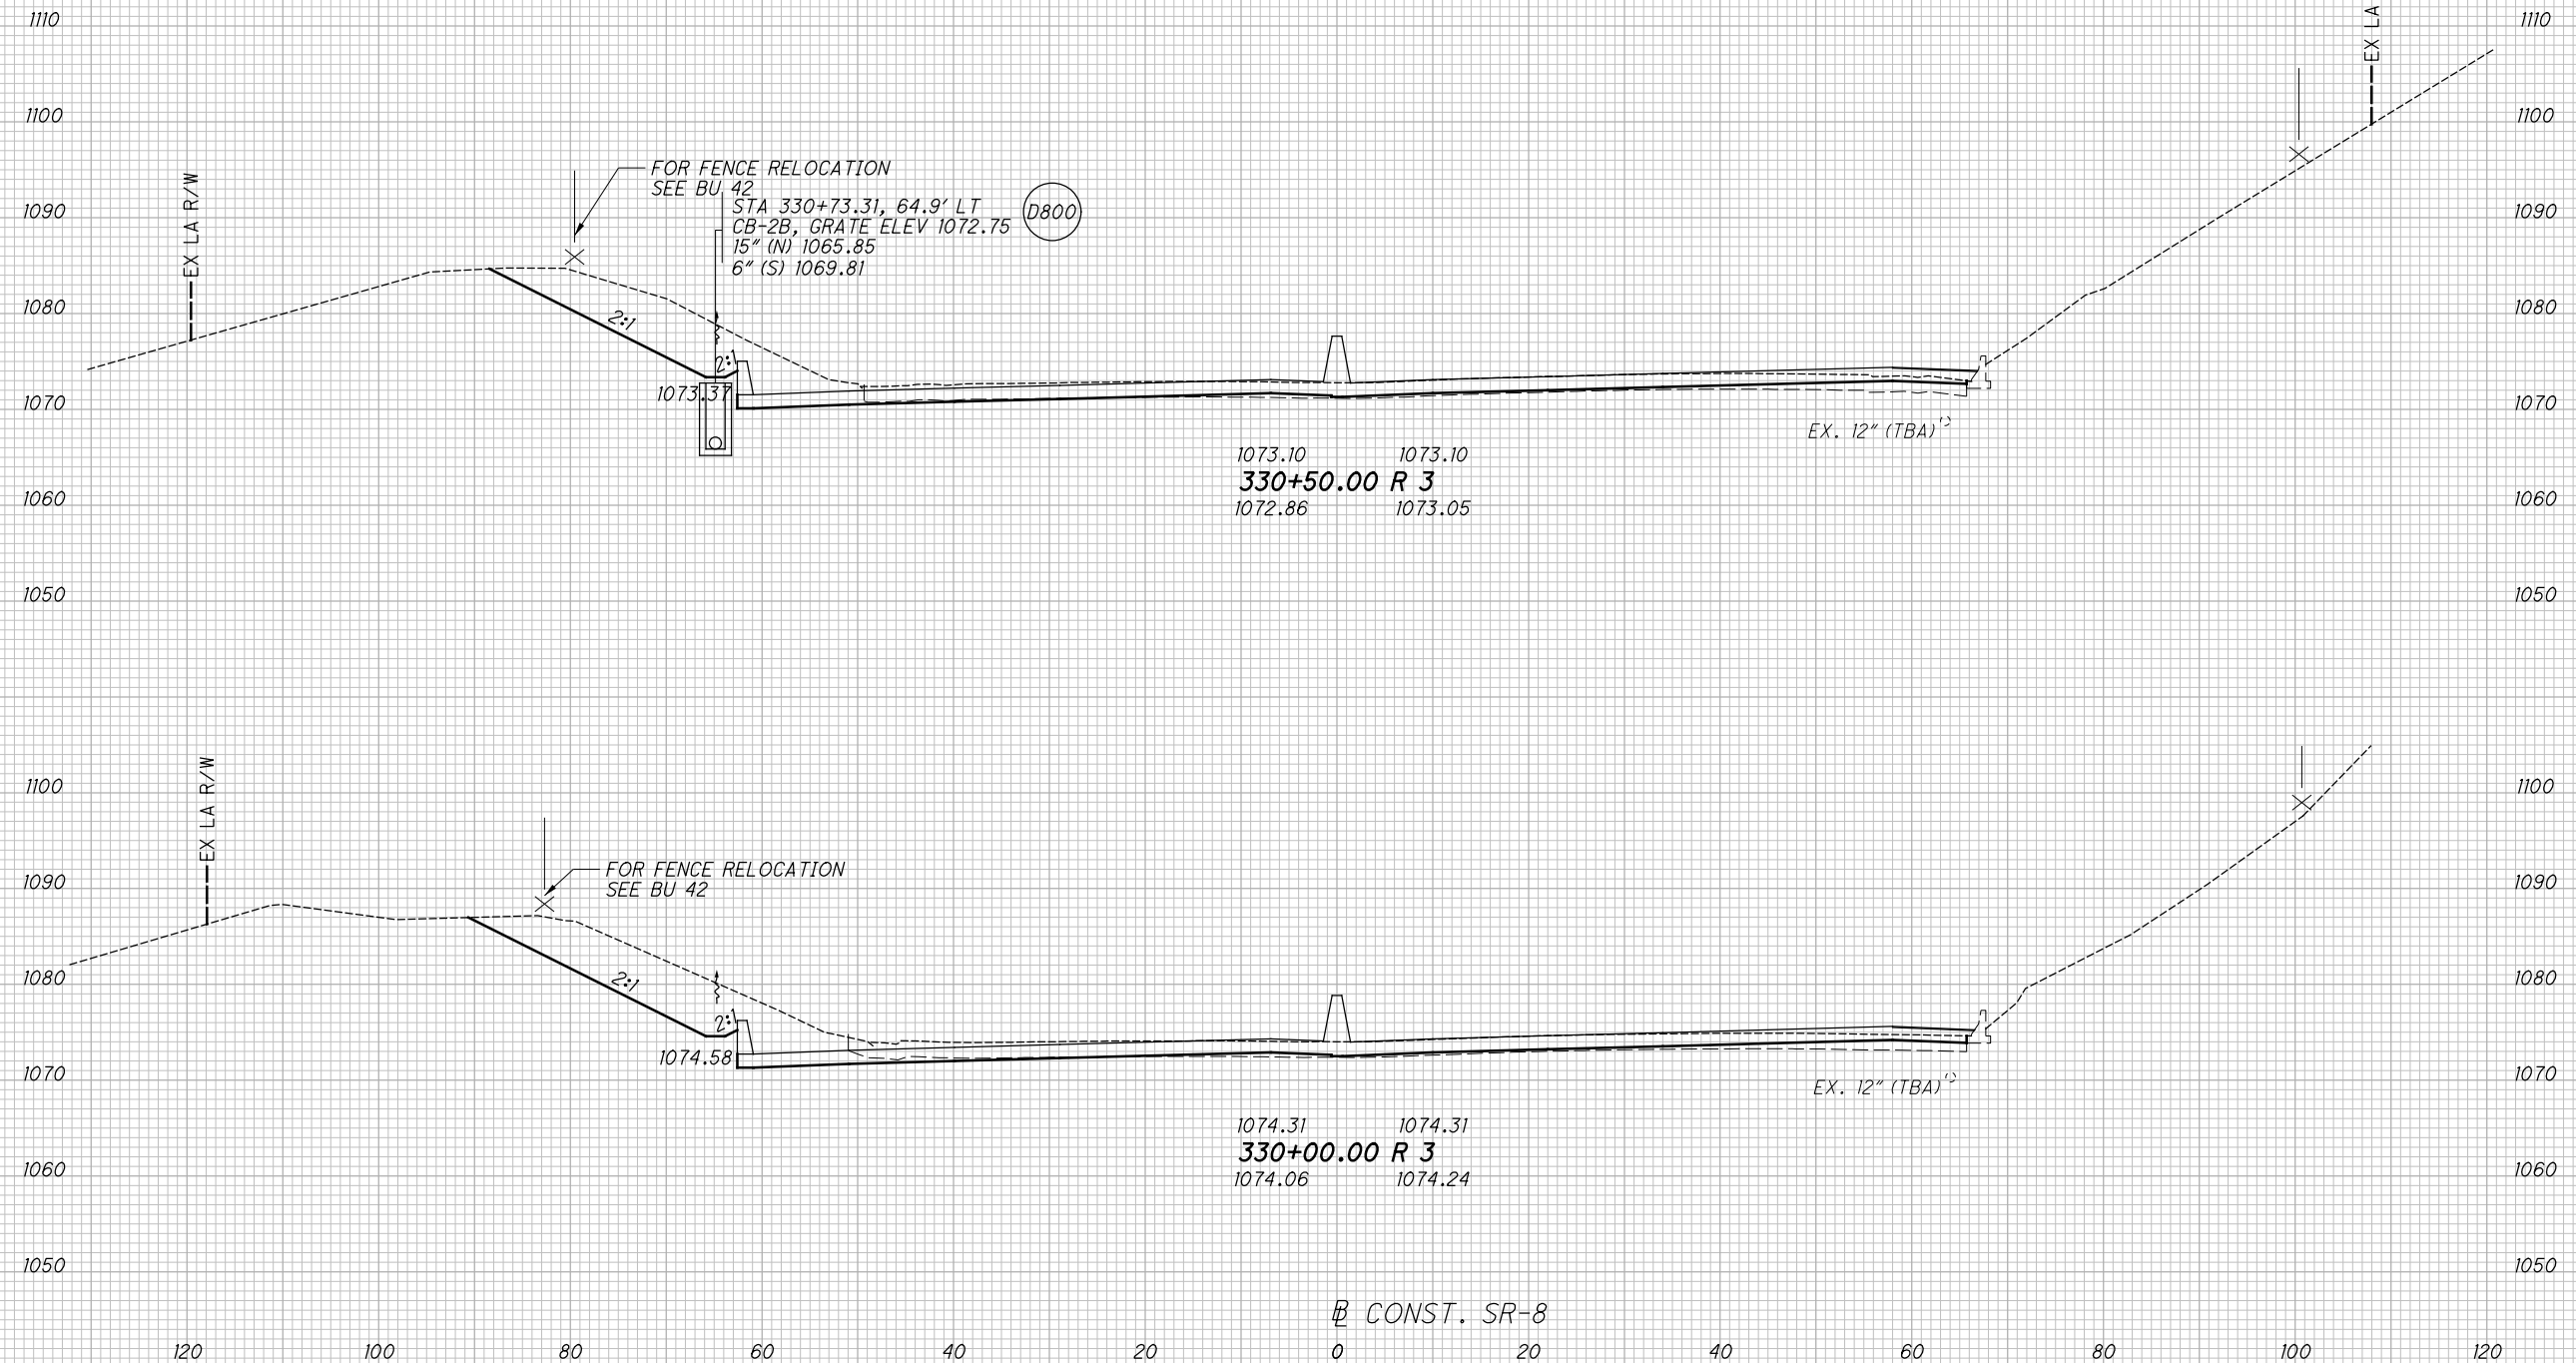 1110 1110
EX LA
1100 1100
EX LA R/W
FOR FENCE RELOCATION
SEE BU 42
STA 330+73.31, 64.9' LT
CB-2B, GRATE ELEV 1072.75
15" (N) 1065.85
6" (S) 1069.81
D800
1090 1090
1080 1080
2:1
2:1
1073.37
1070 1070
EX. 12" (TBA)
1073.10 1073.10
330+50.00 R 3
1072.86 1073.05
1060 1060
1050 1050
EX LA R/W
1100 1100
FOR FENCE RELOCATION
SEE BU 42
1090 1090
1080 1080
2:1
2:1
1074.58
1070 1070
EX. 12" (TBA)
1074.31 1074.31
330+00.00 R 3
1074.06 1074.24
1060 1060
1050 1050
BL CONST. SR-8
120 100 80 60 40 20 0 20 40 60 80 100 120